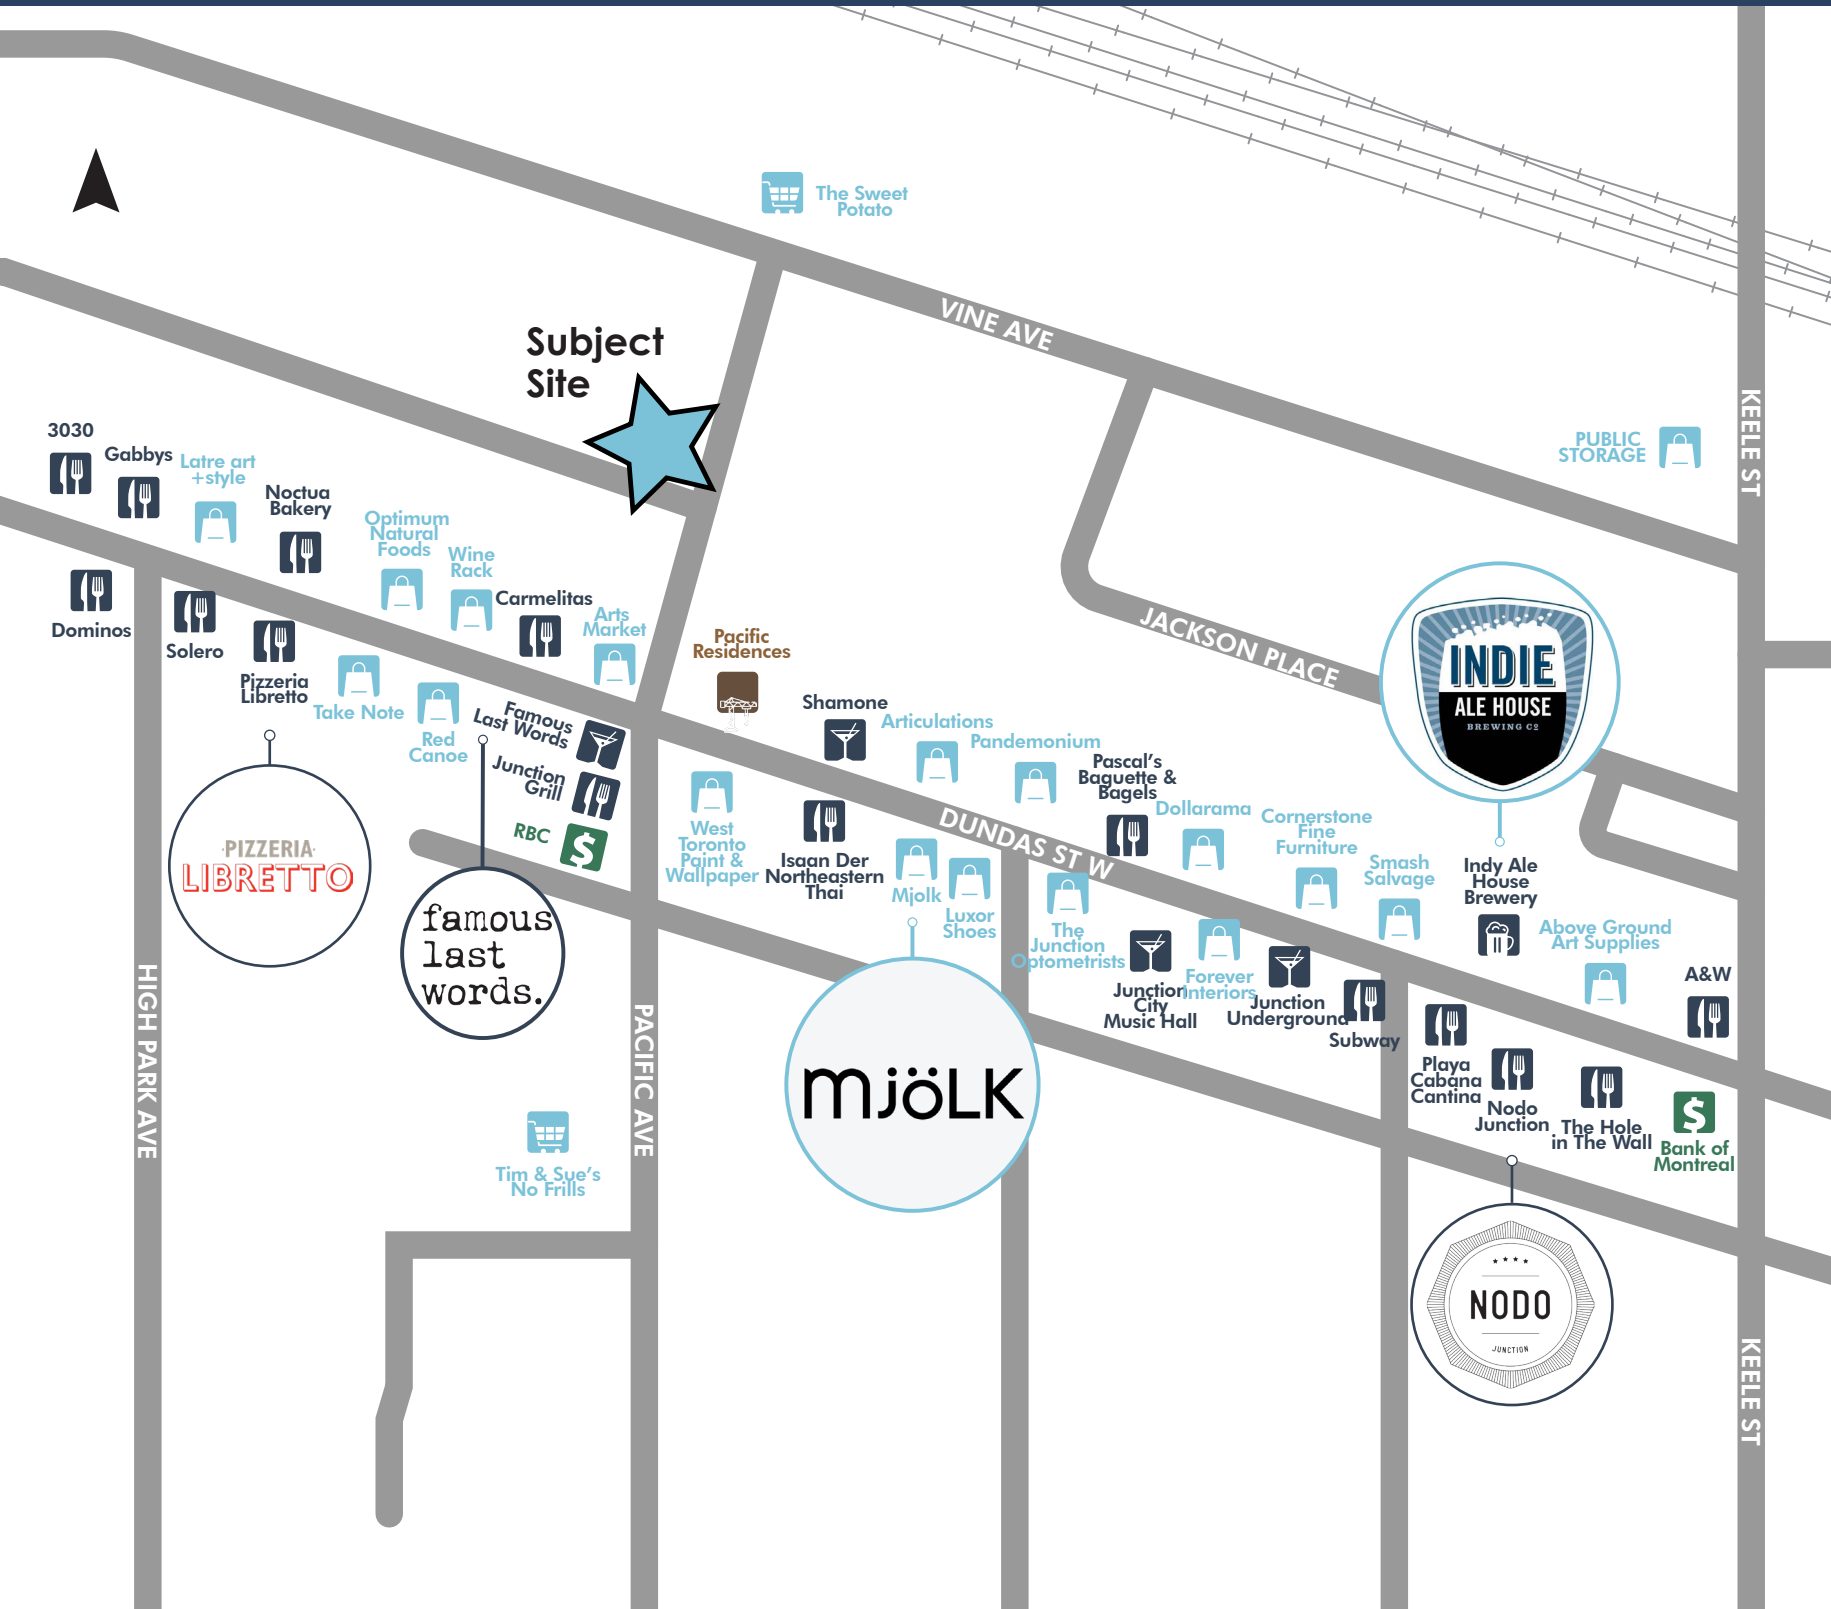 The Sweet
Potato
VINE AVE
Subject
Site
KEELE ST
PUBLIC
STORAGE
3030
Gabbys
Latre art
+style
Noctua
Bakery
Optimum
Natural
Foods
Wine
Rack
Carmelitas
Arts
Market
Dominos
Solero
Pizzeria
Libretto
Take Note
Red
Canoe
Famous
Last Words
Junction
Grill
RBC
Pacific
Residences
Shamone
Articulations
Pandemonium
Pascal's
Baguette &
Bagels
Dollarama
Cornerstone
Fine
Furniture
Smash
Salvage
JACKSON PLACE
INDIE
ALE HOUSE
BREWING Cº
Indy Ale
House
Brewery
Above Ground
Art Supplies
A&W
DUNDAS ST W
West
Toronto
Paint &
Wallpaper
Isaan Der
Northeastern
Thai
Mjolk
Luxor
Shoes
The
Junction
Optometrists
Junction
City
Music Hall
Forever
Interiors
Junction
Underground
Subway
Playa
Cabana
Cantina
Nodo
Junction
The Hole
in The Wall
Bank of
Montreal
PIZZERIA
LIBRETTO
famous
last
words.
HIGH PARK AVE
PACIFIC AVE
mjöLK
Tim & Sue's
No Frills
NODO
JUNCTION
KEELE ST